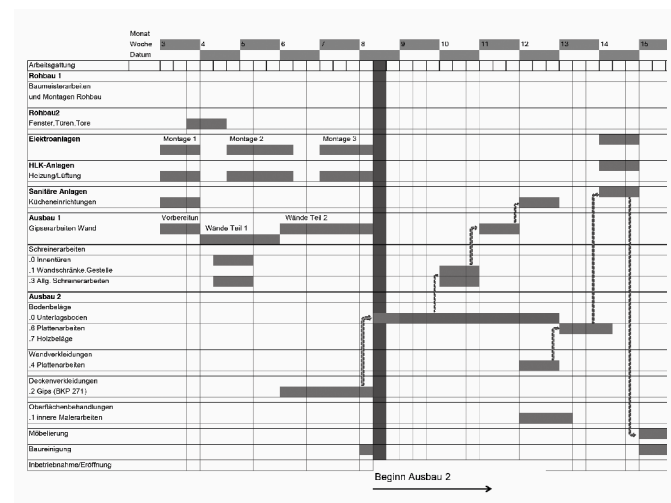 Monat
Woche 3 4 5 6 7 8 9 10 11 12 13 14 15
Datum
Arbeitsgattung
Rohbau 1
Baumeisterarbeiten
und Montagen Rohbau
Rohbau2
Fenster,Türen,Tore
Elektroanlagen Montage 1 Montage 2 Montage 3
HLK-Anlagen
Heizung/Lüftung
Sanitäre Anlagen
Kücheneinrichtungen
Ausbau 1 Vorbereitun Wände Teil 2
Gipserarbeiten Wand Wände Teil 1
Schreinerarbeiten
.0 Innentüren
.1 Wandschränke,Gestelle
.3 Allg. Schreinerarbeiten
Ausbau 2
Bodenbeläge
.0 Unterlagsböden
.6 Plattenarbeiten
.7 Holzbeläge
Wandverkleidungen
.4 Plattenarbeiten
Deckenverkleidungen
.2 Gips (BKP 271)
Oberflächenbehandlungen
.1 innere Malerarbeiten
Möbelierung
Baureinigung
Inbetriebnahme/Eröffnung
Beginn Ausbau 2